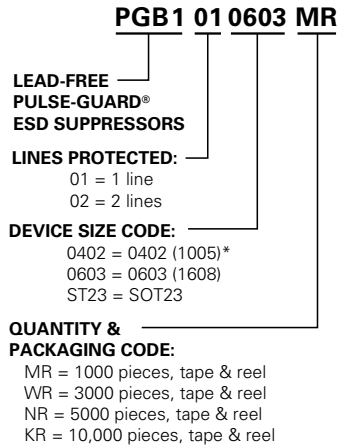 PGB1 01 0603 MR
LEAD-FREE
PULSE-GUARD®
ESD SUPPRESSORS
LINES PROTECTED:
01 = 1 line
02 = 2 lines
DEVICE SIZE CODE:
0402 = 0402 (1005)*
0603 = 0603 (1608)
ST23 = SOT23
QUANTITY &
PACKAGING CODE:
MR = 1000 pieces, tape & reel
WR = 3000 pieces, tape & reel
NR = 5000 pieces, tape & reel
KR = 10,000 pieces, tape & reel